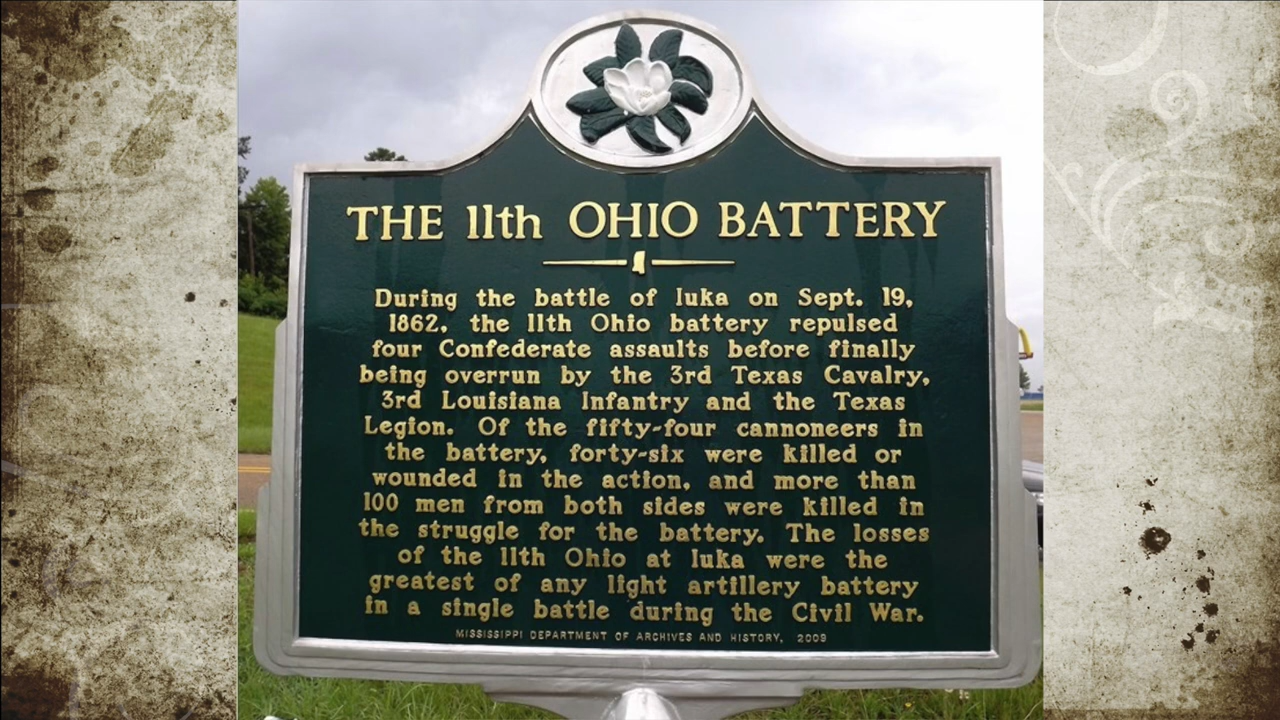 THE 11th OHIO BATTERY
During the battle of Iuka on Sept. 19,
1862, the 11th Ohio battery repulsed
four Confederate assaults before finally
being overrun by the 3rd Texas Cavalry,
3rd Louisiana Infantry and the Texas
Legion. Of the fifty-four cannoneers in
the battery, forty-six were killed or
wounded in the action, and more than
100 men from both sides were killed in
the struggle for the battery. The losses
of the 11th Ohio at Iuka were the
greatest of any light artillery battery
in a single battle during the Civil War.
MISSISSIPPI DEPARTMENT OF ARCHIVES AND HISTORY, 2009